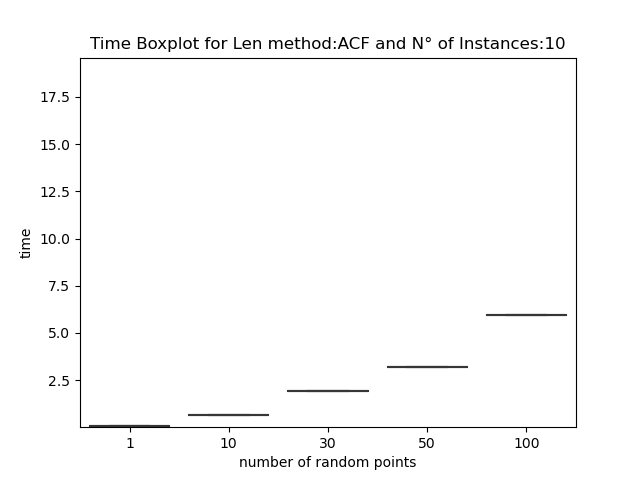 Time Boxplot for Len method:ACF and N° of Instances:10
17.5
15.0
12.5
10.0
7.5
5.0
2.5
time
1 10 30 50 100
number of random points